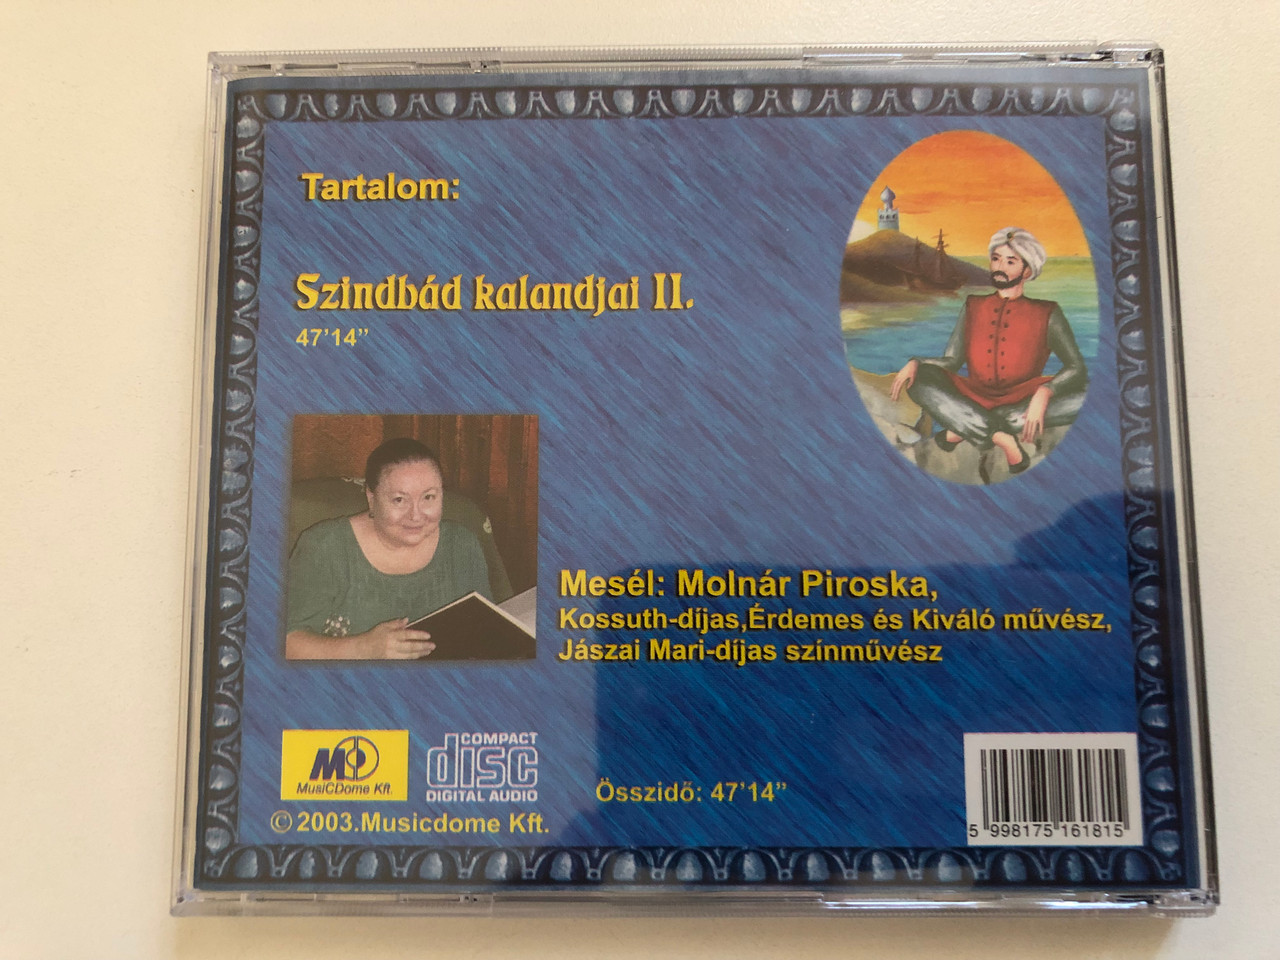 Tartalom:
Szindbád kalandjai II.
47’14”
Mesél: Molnár Piroska,
Kossuth-díjas,Érdemes és Kiváló művész,
Jászai Mari-díjas színművész
MusiCDome Kft.
COMPACT
disc
DIGITAL AUDIO
Összidő: 47’14”
© 2003.Musicdome Kft.
5 998175 161815